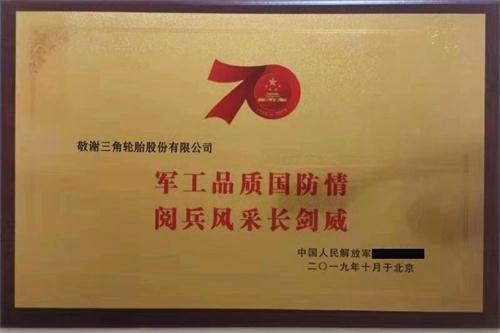 70
敬谢三角轮胎股份有限公司
军工品质国防情
阅兵风采长剑威
中国人民解放军
二〇一九年十月于北京